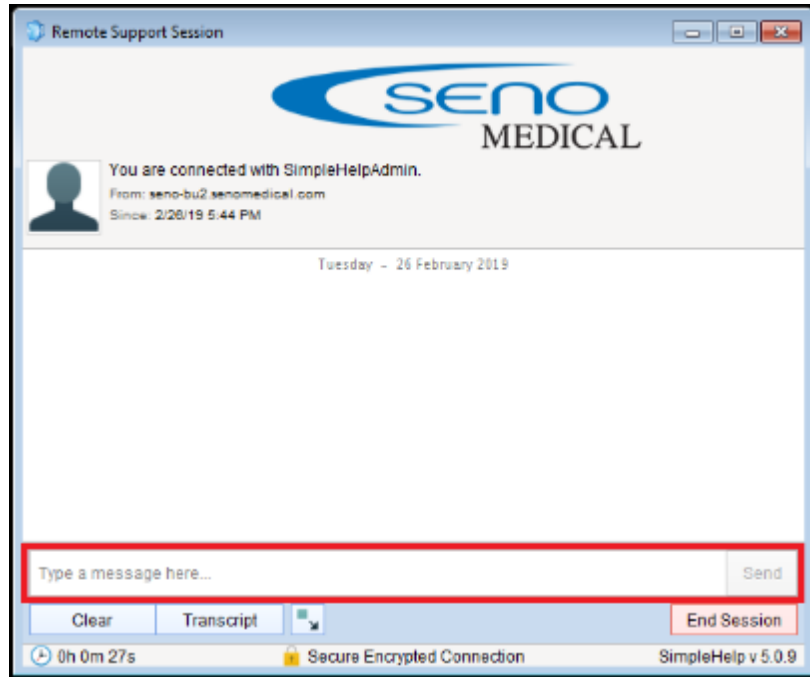 Remote Support Session
SENO
MEDICAL
You are connected with SimpleHelpAdmin.
From: seno-bu2.senomedical.com
Since: 2/26/19 5:44 PM
Tuesday - 26 February 2019
Type a message here...
Send
Clear
Transcript
End Session
0h 0m 27s
Secure Encrypted Connection
SimpleHelp v 5.0.9